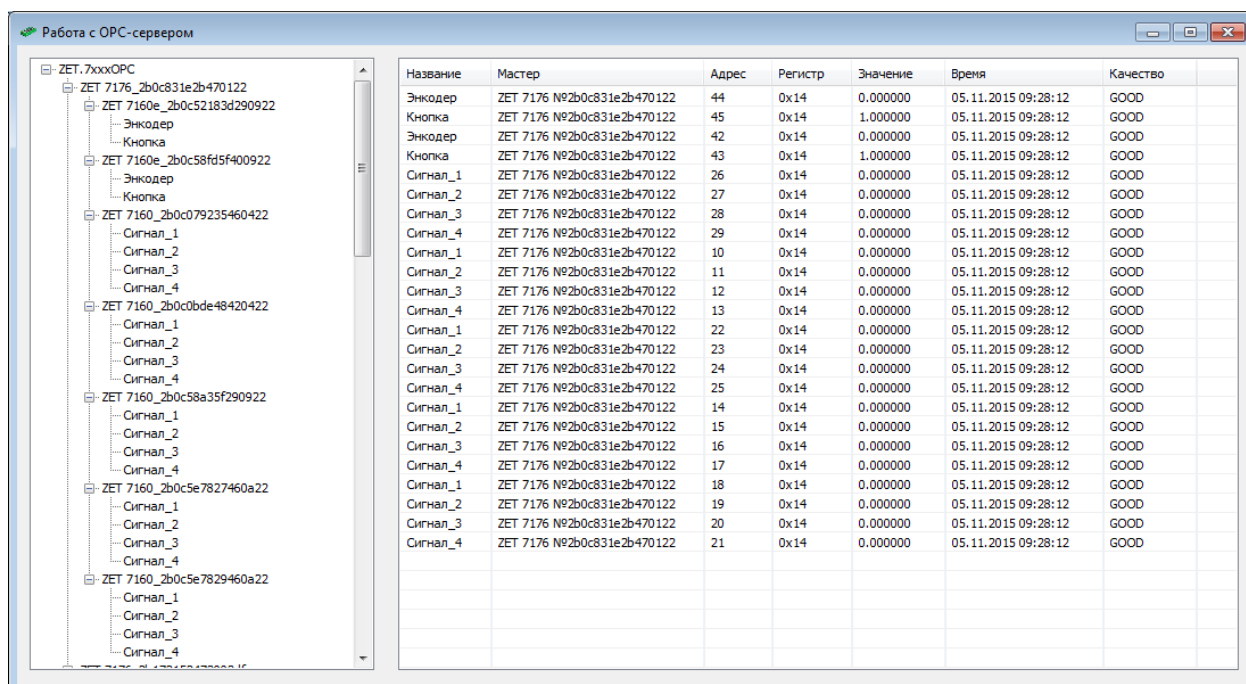 Работа с OPC-сервером
ZET.7xxxOPC
ZET 7176_2b0c831e2b470122
ZET 7160e_2b0c52183d290922
Энкодер
Кнопка
ZET 7160e_2b0c58fd5f400922
Энкодер
Кнопка
ZET 7160_2b0c079235460422
Сигнал_1
Сигнал_2
Сигнал_3
Сигнал_4
ZET 7160_2b0c0bde48420422
Сигнал_1
Сигнал_2
Сигнал_3
Сигнал_4
ZET 7160_2b0c58a35f290922
Сигнал_1
Сигнал_2
Сигнал_3
Сигнал_4
ZET 7160_2b0c5e7827460a22
Сигнал_1
Сигнал_2
Сигнал_3
Сигнал_4
ZET 7160_2b0c5e7829460a22
Сигнал_1
Сигнал_2
Сигнал_3
Сигнал_4
Название Мастер Адрес Регистр Значение Время Качество
Энкодер ZET 7176 №2b0c831e2b470122 44 0x14 0.000000 05.11.2015 09:28:12 GOOD
Кнопка ZET 7176 №2b0c831e2b470122 45 0x14 1.000000 05.11.2015 09:28:12 GOOD
Энкодер ZET 7176 №2b0c831e2b470122 42 0x14 0.000000 05.11.2015 09:28:12 GOOD
Кнопка ZET 7176 №2b0c831e2b470122 43 0x14 1.000000 05.11.2015 09:28:12 GOOD
Сигнал_1 ZET 7176 №2b0c831e2b470122 26 0x14 0.000000 05.11.2015 09:28:12 GOOD
Сигнал_2 ZET 7176 №2b0c831e2b470122 27 0x14 0.000000 05.11.2015 09:28:12 GOOD
Сигнал_3 ZET 7176 №2b0c831e2b470122 28 0x14 0.000000 05.11.2015 09:28:12 GOOD
Сигнал_4 ZET 7176 №2b0c831e2b470122 29 0x14 0.000000 05.11.2015 09:28:12 GOOD
Сигнал_1 ZET 7176 №2b0c831e2b470122 10 0x14 0.000000 05.11.2015 09:28:12 GOOD
Сигнал_2 ZET 7176 №2b0c831e2b470122 11 0x14 0.000000 05.11.2015 09:28:12 GOOD
Сигнал_3 ZET 7176 №2b0c831e2b470122 12 0x14 0.000000 05.11.2015 09:28:12 GOOD
Сигнал_4 ZET 7176 №2b0c831e2b470122 13 0x14 0.000000 05.11.2015 09:28:12 GOOD
Сигнал_1 ZET 7176 №2b0c831e2b470122 22 0x14 0.000000 05.11.2015 09:28:12 GOOD
Сигнал_2 ZET 7176 №2b0c831e2b470122 23 0x14 0.000000 05.11.2015 09:28:12 GOOD
Сигнал_3 ZET 7176 №2b0c831e2b470122 24 0x14 0.000000 05.11.2015 09:28:12 GOOD
Сигнал_4 ZET 7176 №2b0c831e2b470122 25 0x14 0.000000 05.11.2015 09:28:12 GOOD
Сигнал_1 ZET 7176 №2b0c831e2b470122 14 0x14 0.000000 05.11.2015 09:28:12 GOOD
Сигнал_2 ZET 7176 №2b0c831e2b470122 15 0x14 0.000000 05.11.2015 09:28:12 GOOD
Сигнал_3 ZET 7176 №2b0c831e2b470122 16 0x14 0.000000 05.11.2015 09:28:12 GOOD
Сигнал_4 ZET 7176 №2b0c831e2b470122 17 0x14 0.000000 05.11.2015 09:28:12 GOOD
Сигнал_1 ZET 7176 №2b0c831e2b470122 18 0x14 0.000000 05.11.2015 09:28:12 GOOD
Сигнал_2 ZET 7176 №2b0c831e2b470122 19 0x14 0.000000 05.11.2015 09:28:12 GOOD
Сигнал_3 ZET 7176 №2b0c831e2b470122 20 0x14 0.000000 05.11.2015 09:28:12 GOOD
Сигнал_4 ZET 7176 №2b0c831e2b470122 21 0x14 0.000000 05.11.2015 09:28:12 GOOD